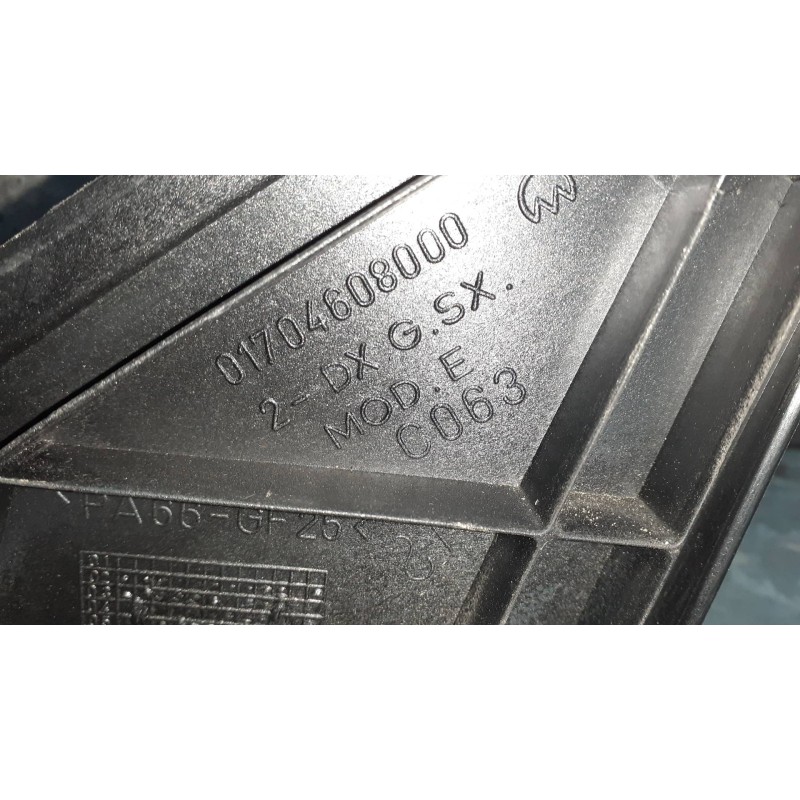 01704608000
2- DX G.SX.
MOD. E
C063
>PA66-GF25<